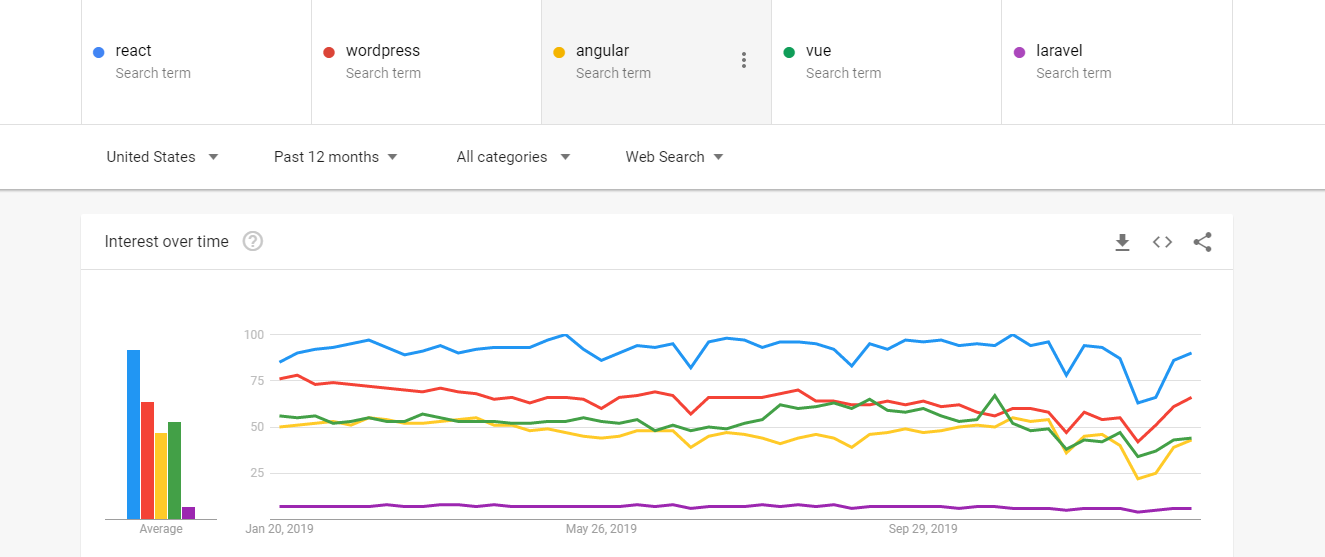 react
Search term
wordpress
Search term
angular
Search term
vue
Search term
laravel
Search term
United States
Past 12 months
All categories
Web Search
Interest over time
?
100
75
50
25
Average
Jan 20, 2019
May 26, 2019
Sep 29, 2019